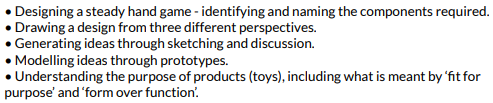 • Designing a steady hand game - identifying and naming the components required.
• Drawing a design from three different perspectives.
• Generating ideas through sketching and discussion.
• Modelling ideas through prototypes.
• Understanding the purpose of products (toys), including what is meant by ‘fit for
purpose’ and ‘form over function’.